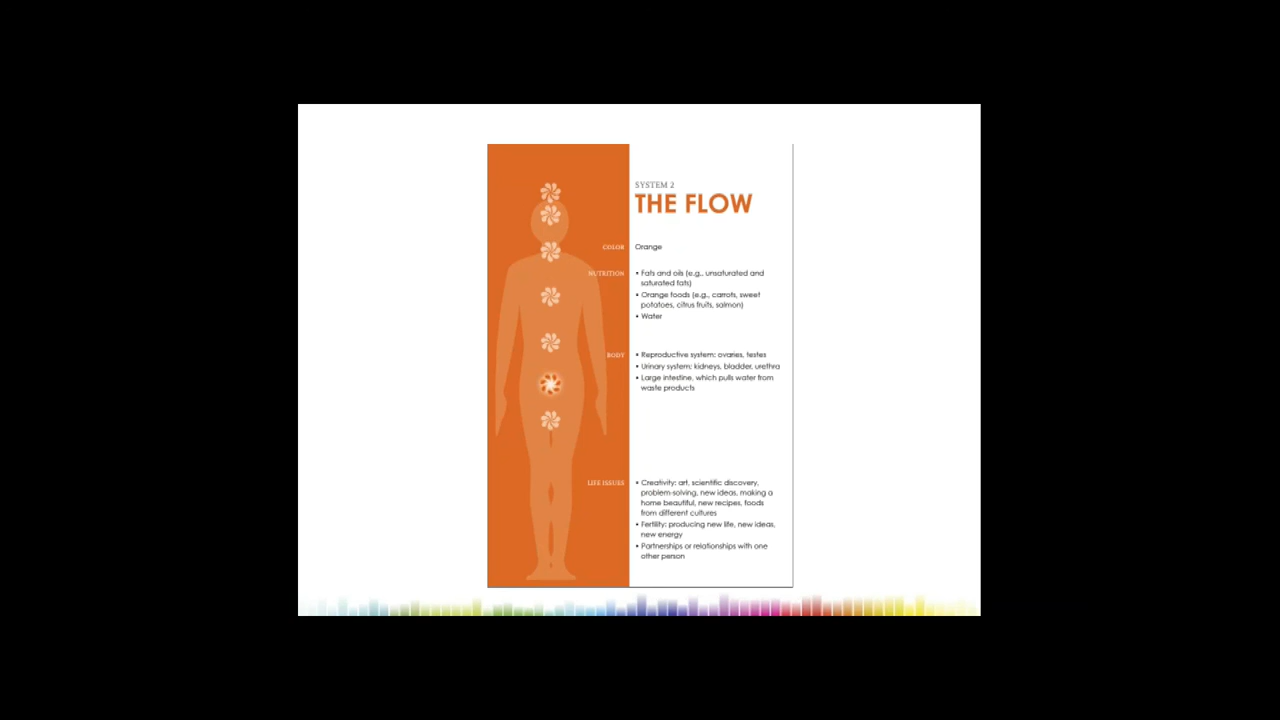 SYSTEM 2
THE FLOW
COLOR
Orange
NUTRITION
• Fats and oils (e.g., unsaturated and
saturated fats)
• Orange foods (e.g., carrots, sweet
potatoes, citrus fruits, salmon)
• Water
BODY
• Reproductive system: ovaries, testes
• Urinary system: kidneys, bladder, urethra
• Large intestine, which pulls water from
waste products
LIFE ISSUES
• Creativity: art, scientific discovery,
problem-solving, new ideas, making a
home beautiful, new recipes, foods
from different cultures
• Fertility: producing new life, new ideas,
new energy
• Partnerships or relationships with one
other person